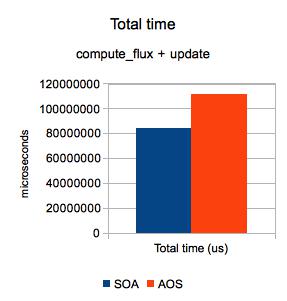 Total time
compute_flux + update
120000000
100000000
80000000
60000000
40000000
20000000
0
microseconds
Total time (us)
SOA AOS